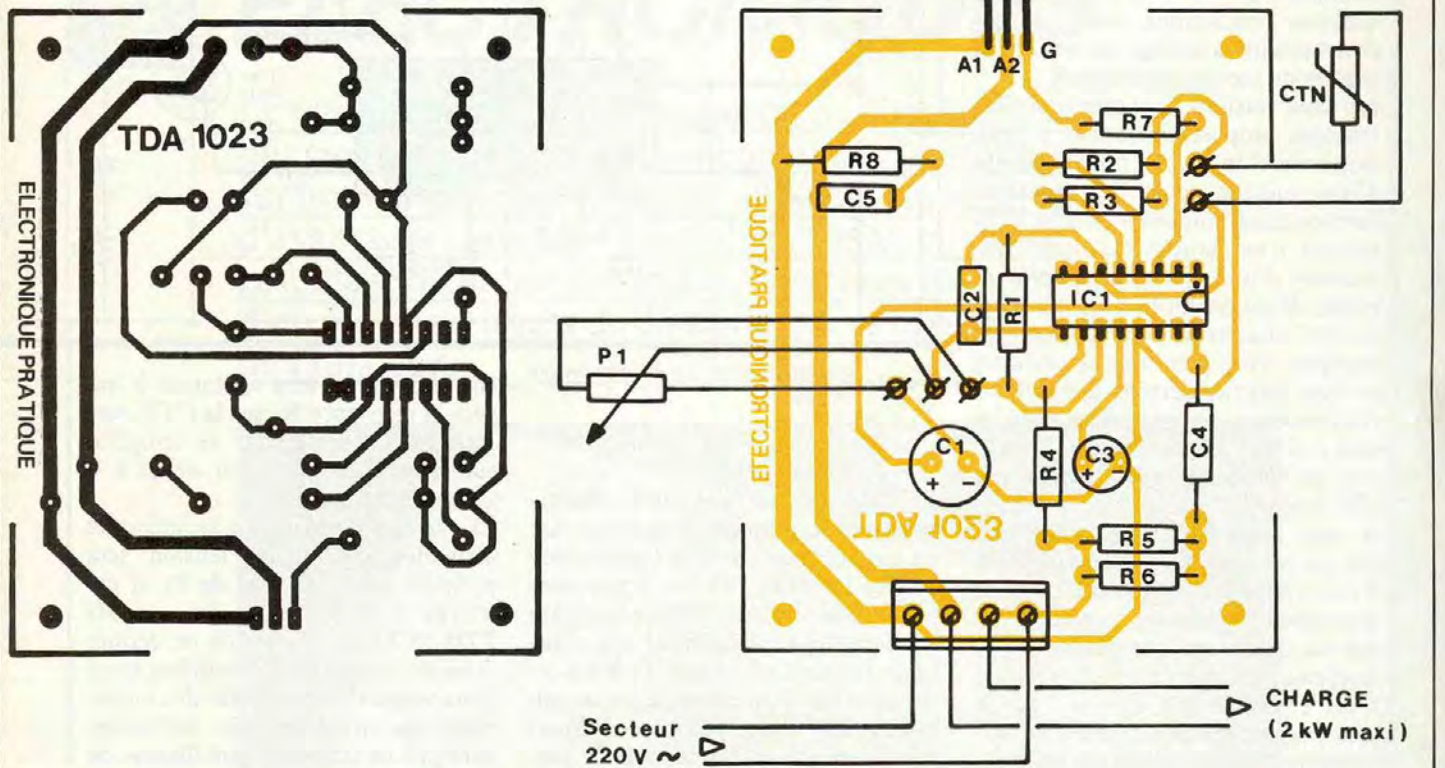 TDA 1023
ELECTRONIQUE PRATIQUE
A1 A2 G
CTN
R7
R8
R2
C5
R3
ELECTRONIQUE PRATIQUE
C2
R1
IC1
P1
C1
+ -
R4
C3
+ -
C4
TDA 1023
R5
R6
Secteur
220 V ~
CHARGE
(2 kW maxi)